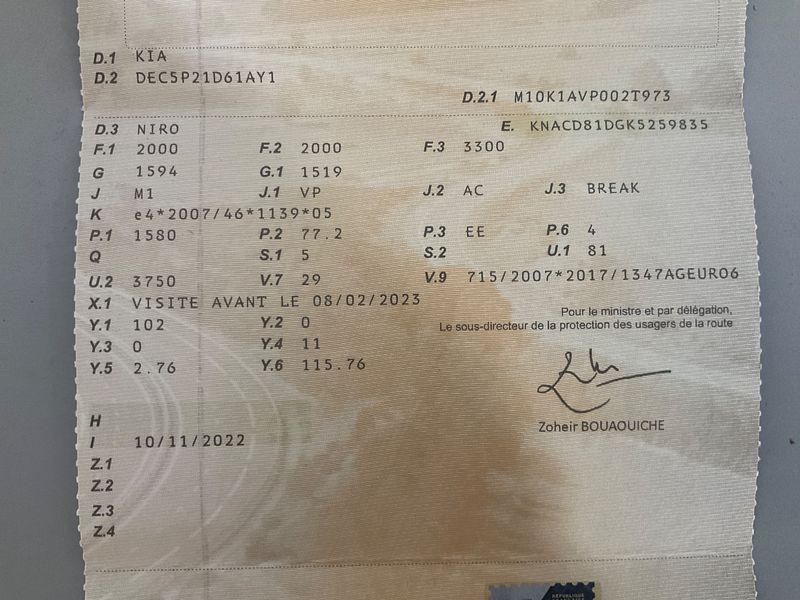 D.1 KIA
D.2 DEC5P21D61AY1
D.2.1 M10K1AVP002T973
D.3 NIRO E. KNACD81DGK5259835
F.1 2000 F.2 2000 F.3 3300
G 1594 G.1 1519
J M1 J.1 VP J.2 AC J.3 BREAK
K e4*2007/46*1139*05
P.1 1580 P.2 77.2 P.3 EE P.6 4
Q S.1 5 S.2 U.1 81
U.2 3750 V.7 29 V.9 715/2007*2017/1347AGEURO6
X.1 VISITE AVANT LE 08/02/2023
Y.1 102 Y.2 0
Pour le ministre et par délégation,
Le sous-directeur de la protection des usagers de la route
Y.3 0 Y.4 11
Y.5 2.76 Y.6 115.76
H
Zoheir BOUAOUICHE
I 10/11/2022
Z.1
Z.2
Z.3
Z.4
RÉPUBLIQUE